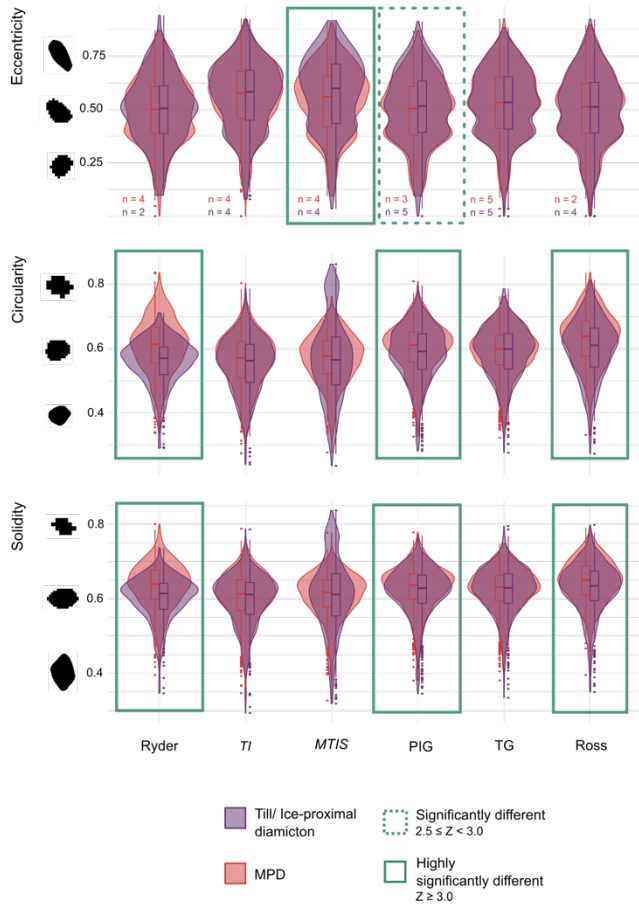 Eccentricity
0.75
0.50
0.25
n = 4 n = 4 n = 4 n = 3 n = 5 n = 2
n = 2 n = 4 n = 4 n = 5 n = 5 n = 4
Circularity
0.8
0.6
0.4
Solidity
0.8
0.6
0.4
Ryder TI MTIS PIG TG Ross
Till/ Ice-proximal
diamicton
Significantly different
2.5 ≤ Z < 3.0
MPD
Highly
significantly different
Z ≥ 3.0